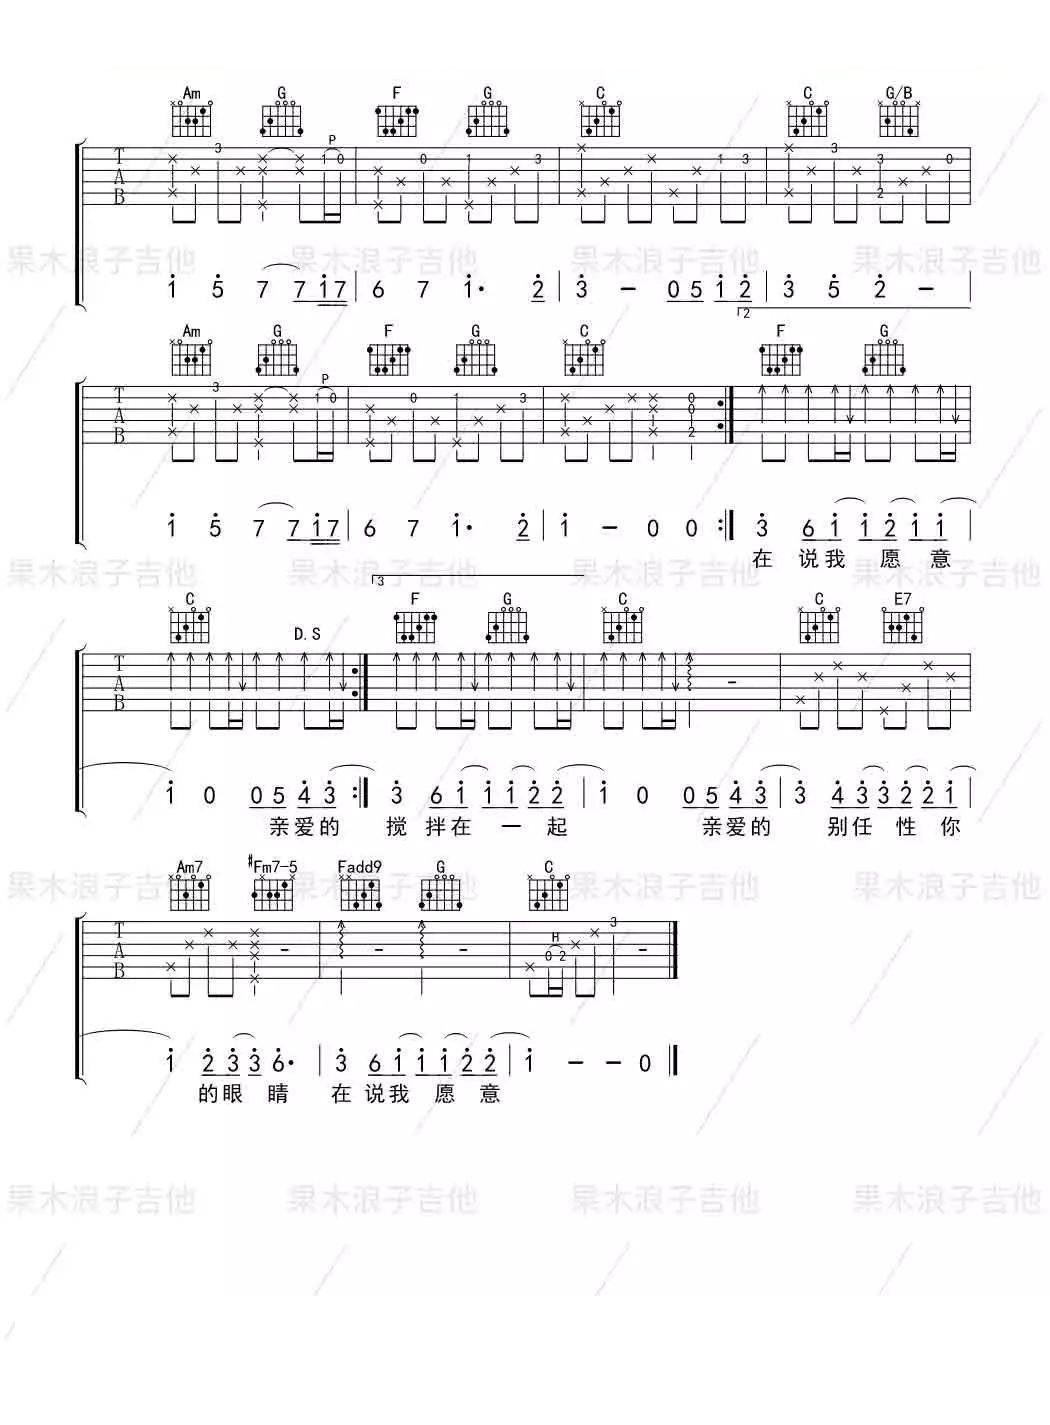 Am G F G C C G/B
3 P 1 0 0 1 3 1 3 3 3 2 0
T
A
B
果木浪子吉他 果木浪子吉他 果木浪子吉他 果木浪子吉他
1 5 7 7 1 7 6 7 1· 2 3 - 0 5 1 2 3 5 2 -
2
Am G F G C F G
3 P 1 0 0 1 3 0 0 2
T
A
B
1 5 7 7 1 7 6 7 1· 2 1 - 0 0 3 6 1 1 2 1 1
在 说我 愿 意
果木浪子吉他 果木浪子吉他 果木浪子吉他 果木浪子吉他
3
C D.S F G C C E7
T
A
B
1 0 0 5 4 3 3 6 1 1 1 2 2 1 0 0 5 4 3 3 4 3 3 2 2 1
亲爱的 搅 拌在 一 起 亲爱的 别任 性 你
Am7 #Fm7-5 Fadd9 G C
果木浪子吉他 果木浪子吉他 果木浪子吉他 果木浪子吉他
H 0 2 3
T
A
B
1 2 3 3 6· 3 6 1 1 1 2 2 1 - - 0
的眼 睛 在 说我 愿 意
果木浪子吉他 果木浪子吉他 果木浪子吉他 果木浪子吉他